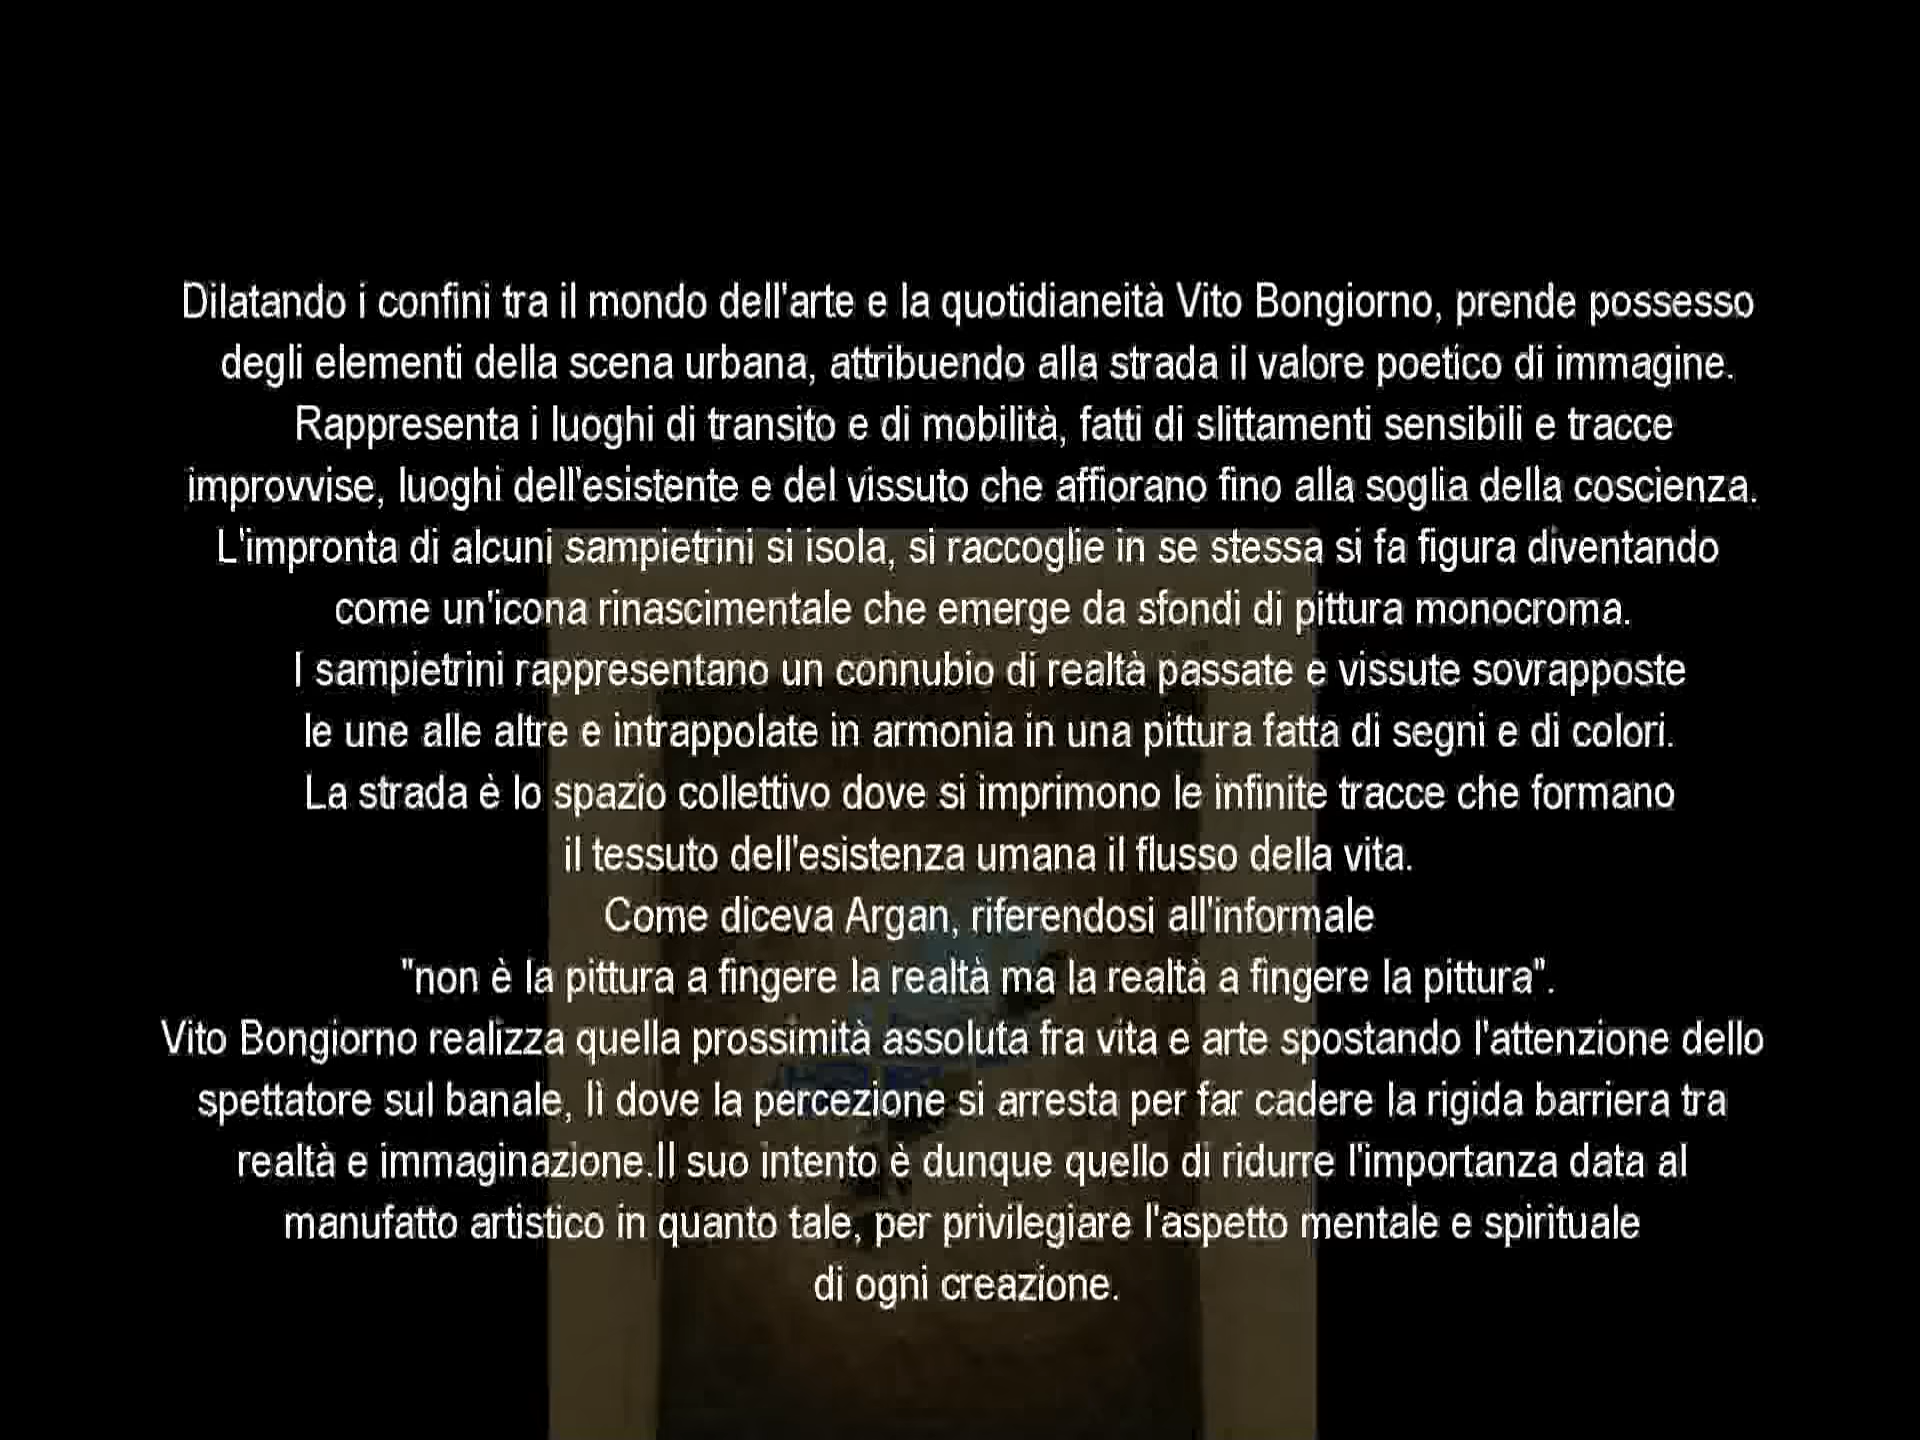 Dilatando i confini tra il mondo dell'arte e la quotidianeità Vito Bongiorno, prende possesso
degli elementi della scena urbana, attribuendo alla strada il valore poetico di immagine.
Rappresenta i luoghi di transito e di mobilità, fatti di slittamenti sensibili e tracce
improvvise, luoghi dell'esistente e del vissuto che affiorano fino alla soglia della coscienza.
L'impronta di alcuni sampietrini si isola, si raccoglie in se stessa si fa figura diventando
come un'icona rinascimentale che emerge da sfondi di pittura monocroma.
I sampietrini rappresentano un connubio di realtà passate e vissute sovrapposte
le une alle altre e intrappolate in armonia in una pittura fatta di segni e di colori.
La strada è lo spazio collettivo dove si imprimono le infinite tracce che formano
il tessuto dell'esistenza umana il flusso della vita.
Come diceva Argan, riferendosi all'informale
"non è la pittura a fingere la realtà ma la realtà a fingere la pittura".
Vito Bongiorno realizza quella prossimità assoluta fra vita e arte spostando l'attenzione dello
spettatore sul banale, lì dove la percezione si arresta per far cadere la rigida barriera tra
realtà e immaginazione.Il suo intento è dunque quello di ridurre l'importanza data al
manufatto artistico in quanto tale, per privilegiare l'aspetto mentale e spirituale
di ogni creazione.